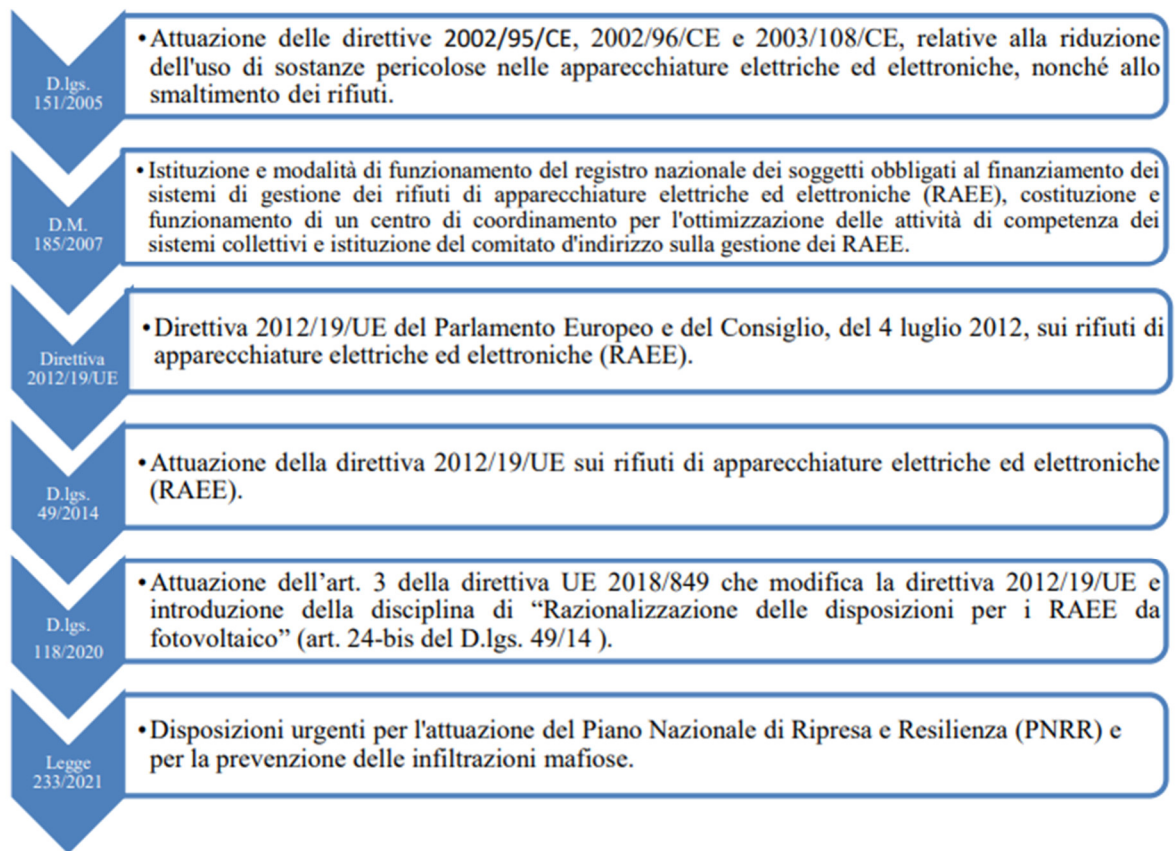 D.lgs.
151/2005
•Attuazione delle direttive 2002/95/CE, 2002/96/CE e 2003/108/CE, relative alla riduzione
dell'uso di sostanze pericolose nelle apparecchiature elettriche ed elettroniche, nonché allo
smaltimento dei rifiuti.
D.M.
185/2007
•Istituzione e modalità di funzionamento del registro nazionale dei soggetti obbligati al finanziamento dei
sistemi di gestione dei rifiuti di apparecchiature elettriche ed elettroniche (RAEE), costituzione e
funzionamento di un centro di coordinamento per l'ottimizzazione delle attività di competenza dei
sistemi collettivi e istituzione del comitato d'indirizzo sulla gestione dei RAEE.
Direttiva
2012/19/UE
•Direttiva 2012/19/UE del Parlamento Europeo e del Consiglio, del 4 luglio 2012, sui rifiuti di
apparecchiature elettriche ed elettroniche (RAEE).
D.lgs.
49/2014
•Attuazione della direttiva 2012/19/UE sui rifiuti di apparecchiature elettriche ed elettroniche
(RAEE).
D.lgs.
118/2020
•Attuazione dell’art. 3 della direttiva UE 2018/849 che modifica la direttiva 2012/19/UE e
introduzione della disciplina di “Razionalizzazione delle disposizioni per i RAEE da
fotovoltaico” (art. 24-bis del D.lgs. 49/14 ).
Legge
233/2021
•Disposizioni urgenti per l'attuazione del Piano Nazionale di Ripresa e Resilienza (PNRR) e
per la prevenzione delle infiltrazioni mafiose.